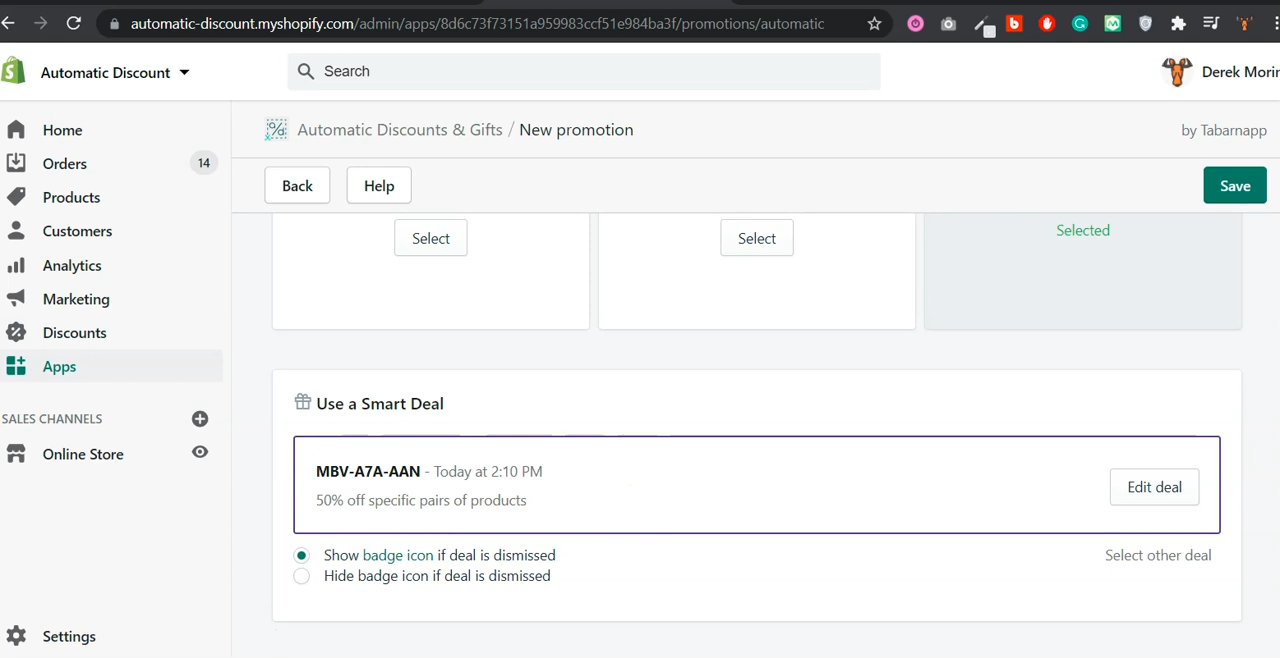 automatic-discount.myshopify.com/admin/apps/8d6c73f73151a959983ccf51e984ba3f/promotions/automatic
Automatic Discount
Search
Derek Morin
Home
Orders
14
Products
Customers
Analytics
Marketing
Discounts
Apps
SALES CHANNELS
Online Store
Settings
Automatic Discounts & Gifts / New promotion
by Tabarnapp
Back
Help
Save
Select
Select
Selected
Use a Smart Deal
MBV-A7A-AAN - Today at 2:10 PM
50% off specific pairs of products
Edit deal
Show badge icon if deal is dismissed
Select other deal
Hide badge icon if deal is dismissed